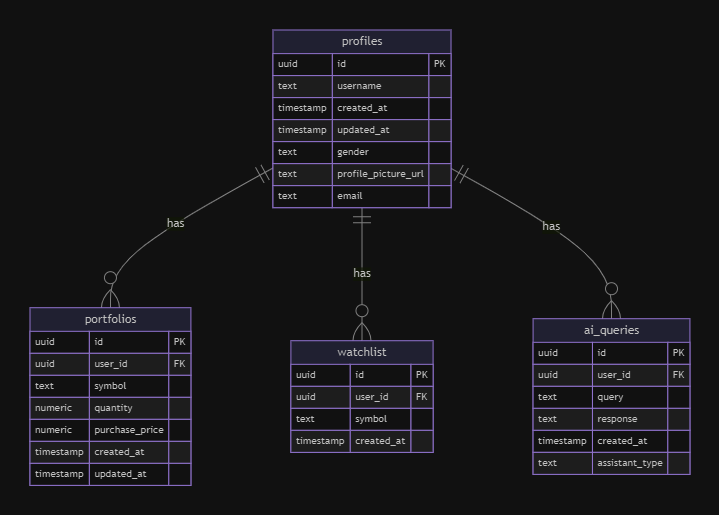 profiles
uuid id PK
text username
timestamp created_at
timestamp updated_at
text gender
text profile_picture_url
text email
has
has
has
portfolios
uuid id PK
uuid user_id FK
text symbol
numeric quantity
numeric purchase_price
timestamp created_at
timestamp updated_at
watchlist
uuid id PK
uuid user_id FK
text symbol
timestamp created_at
ai_queries
uuid id PK
uuid user_id FK
text query
text response
timestamp created_at
text assistant_type